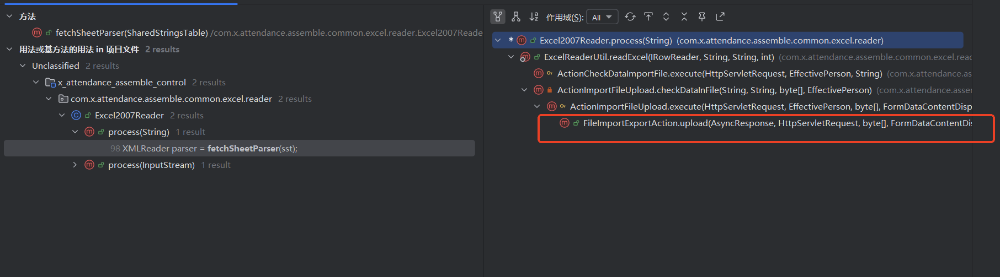 方法
fetchSheetParser(SharedStringsTable) /com.x.attendance.assemble.common.excel.reader.Excel2007Reade
用法或基方法的用法 in 项目文件 2 results
Unclassified 2 results
x_attendance_assemble_control 2 results
com.x.attendance.assemble.common.excel.reader 2 results
Excel2007Reader 2 results
process(String) 1 result
98 XMLReader parser = fetchSheetParser(sst);
process(InputStream) 1 result
作用域(S): All
* Excel2007Reader.process(String) (com.x.attendance.assemble.common.excel.reader)
ExcelReaderUtil.readExcel(IRowReader, String, String, int) (com.x.attendance.assemble.common.excel.read
ActionCheckDataImportFile.execute(HttpServletRequest, EffectivePerson, String) (com.x.attendance.as
ActionImportFileUpload.checkDataInFile(String, String, byte[], EffectivePerson) (com.x.attendance.asser
ActionImportFileUpload.execute(HttpServletRequest, EffectivePerson, byte[], FormDataContentDisp
FileImportExportAction.upload(AsyncResponse, HttpServletRequest, byte[], FormDataContentDis